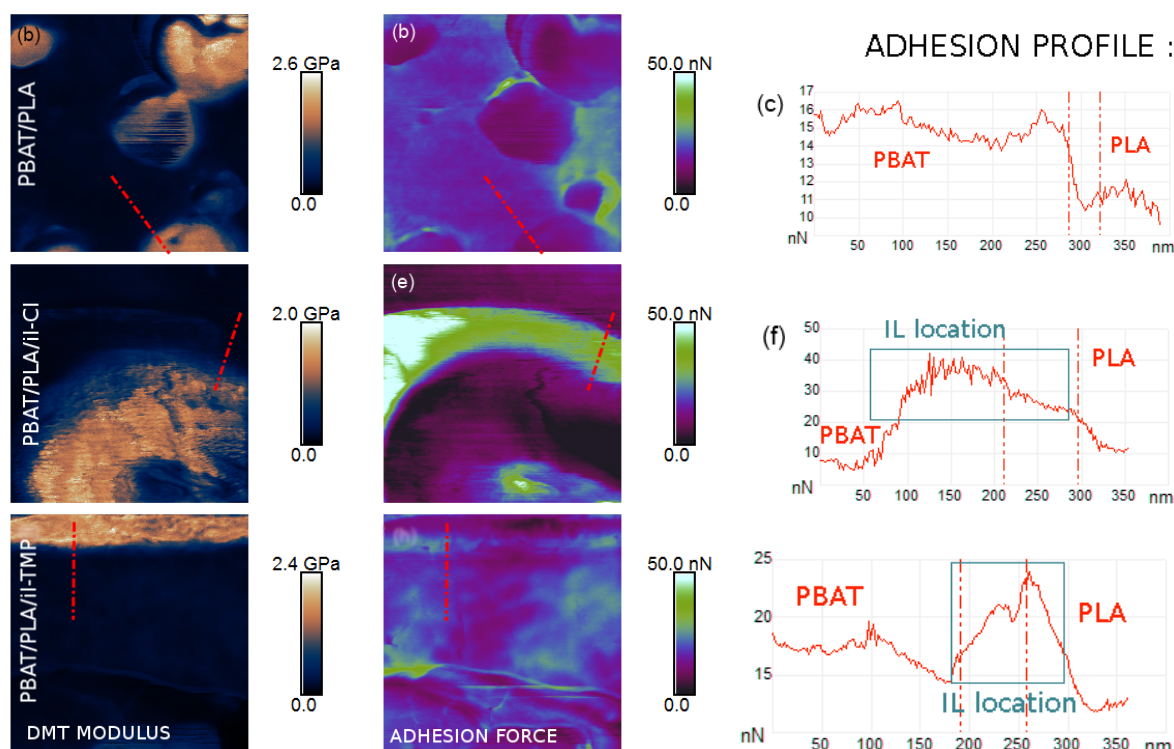 ADHESION PROFILE :
PBAT/PLA
(b)
2.6 GPa
0.0
(b)
50.0 nN
0.0
(c)
17
16
15
14
13
12
11
10
nN
PBAT
PLA
50 100 150 200 250 300 350 nm
PBAT/PLA/il-Cl
2.0 GPa
0.0
(e)
50.0 nN
0.0
(f)
50
40
30
20
10
nN
IL location
PBAT
PLA
50 100 150 200 250 300 350 nm
PBAT/PLA/il-TMP
DMT MODULUS
2.4 GPa
0.0
ADHESION FORCE
50.0 nN
0.0
25
20
15
nN
PBAT
PLA
IL location
50 100 150 200 250 300 350 nm